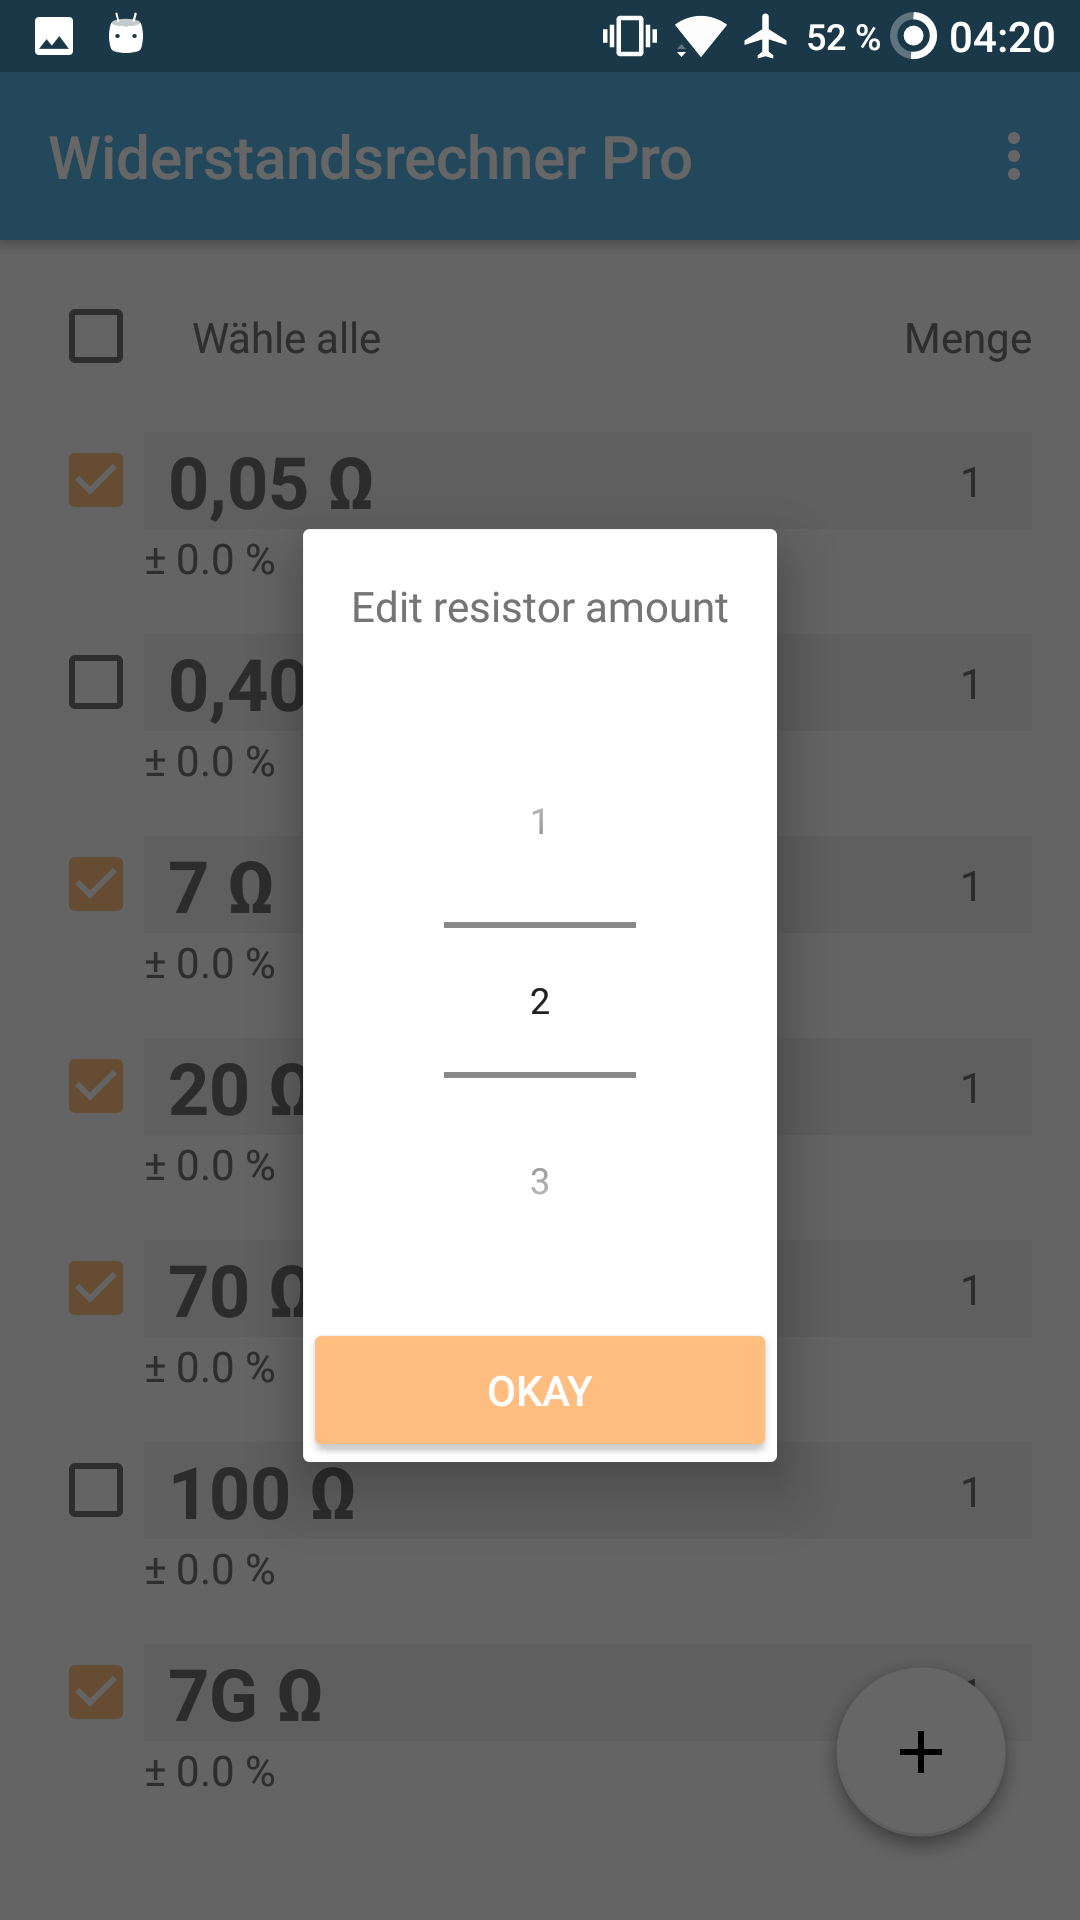 52 % 04:20
Widerstandsrechner Pro
Wähle alle Menge
0,05 Ω 1
± 0.0 %
Edit resistor amount
0,40 1
± 0.0 %
1
7 Ω 1
± 0.0 %
2
20 Ω 1
± 0.0 %
3
70 Ω 1
± 0.0 %
OKAY
100 Ω 1
± 0.0 %
7G Ω
± 0.0 %